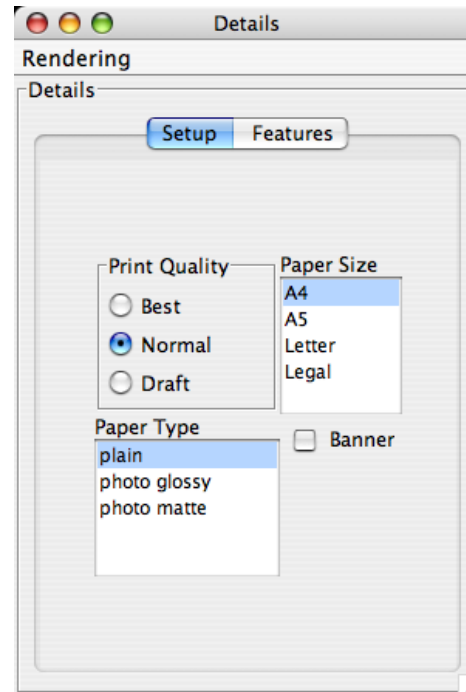 Details
Rendering
Details
Setup Features
Print Quality
Best
Normal
Draft
Paper Size
A4
A5
Letter
Legal
Paper Type
plain
photo glossy
photo matte
Banner